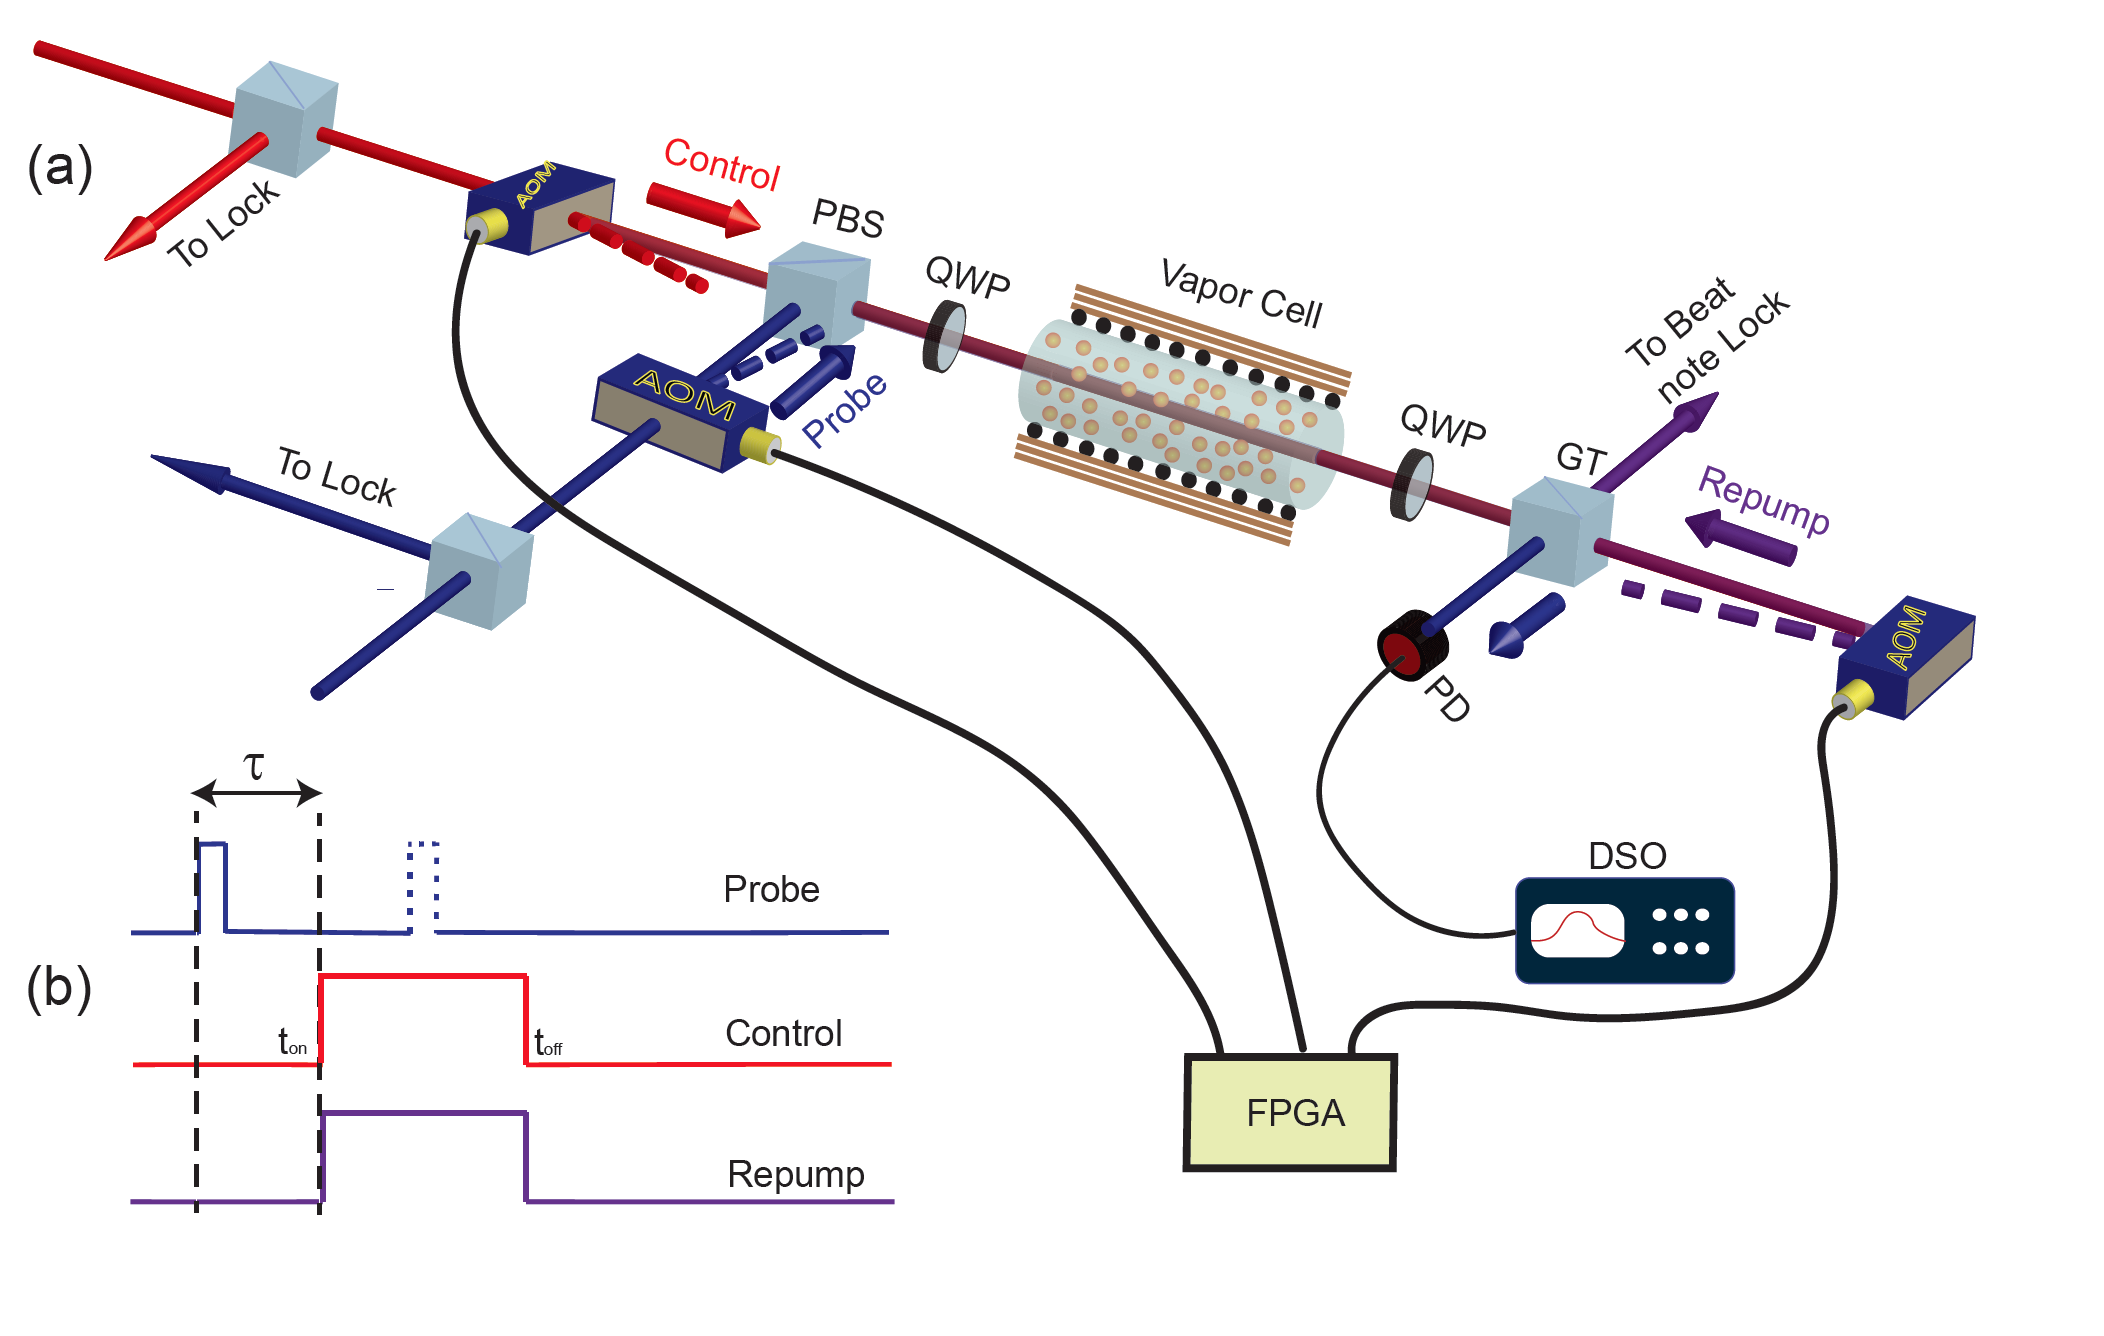 (a)
To Lock
AOM
Control
PBS
QWP
Vapor Cell
AOM
Probe
To Lock
QWP
GT
To Beat
note Lock
Repump
AOM
PD
DSO
FPGA
(b)
τ
Probe
ton
toff
Control
Repump